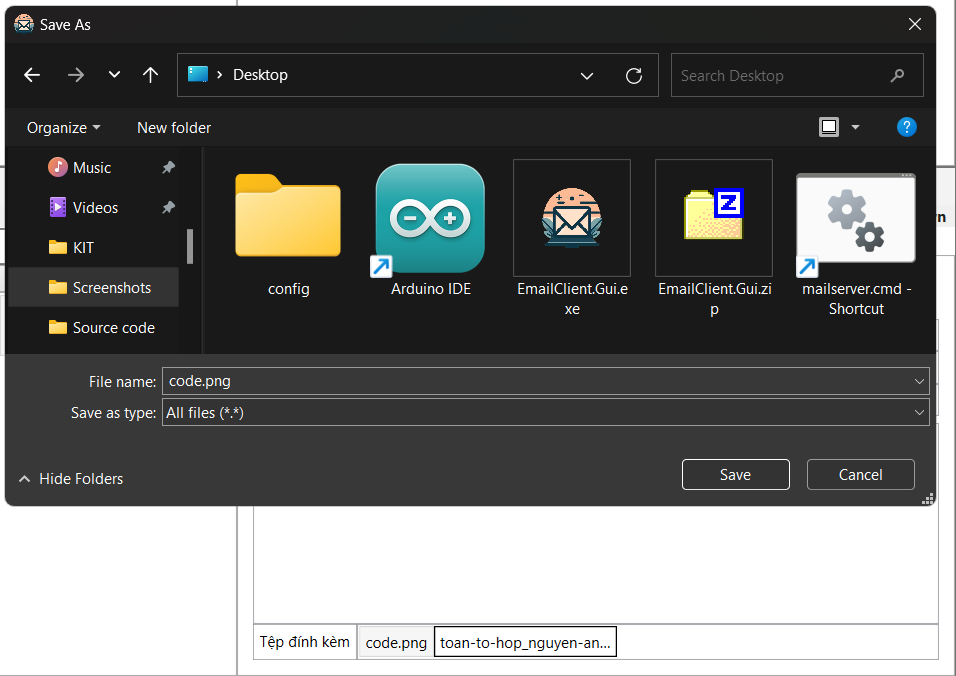 Save As
Desktop
Search Desktop
Organize
New folder
?
Music
Videos
KIT
Screenshots
Source code
config
Arduino IDE
EmailClient.Gui.e
xe
Z
EmailClient.Gui.zi
p
mailserver.cmd -
Shortcut
File name: code.png
Save as type: All files (*.*)
Hide Folders
Save
Cancel
Tệp đính kèm
code.png
toan-to-hop_nguyen-an...